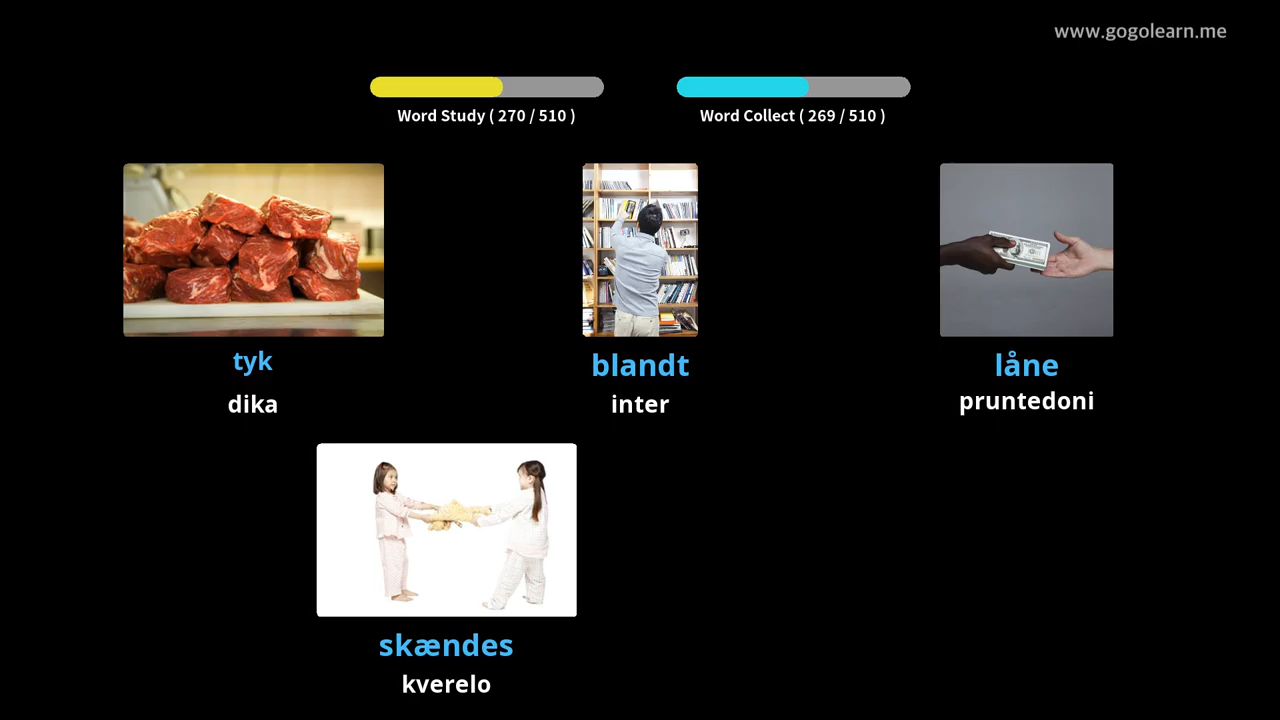 www.gogolearn.me
Word Study ( 270 / 510 )
Word Collect ( 269 / 510 )
tyk
dika
blandt
inter
låne
pruntedoni
skændes
kverelo